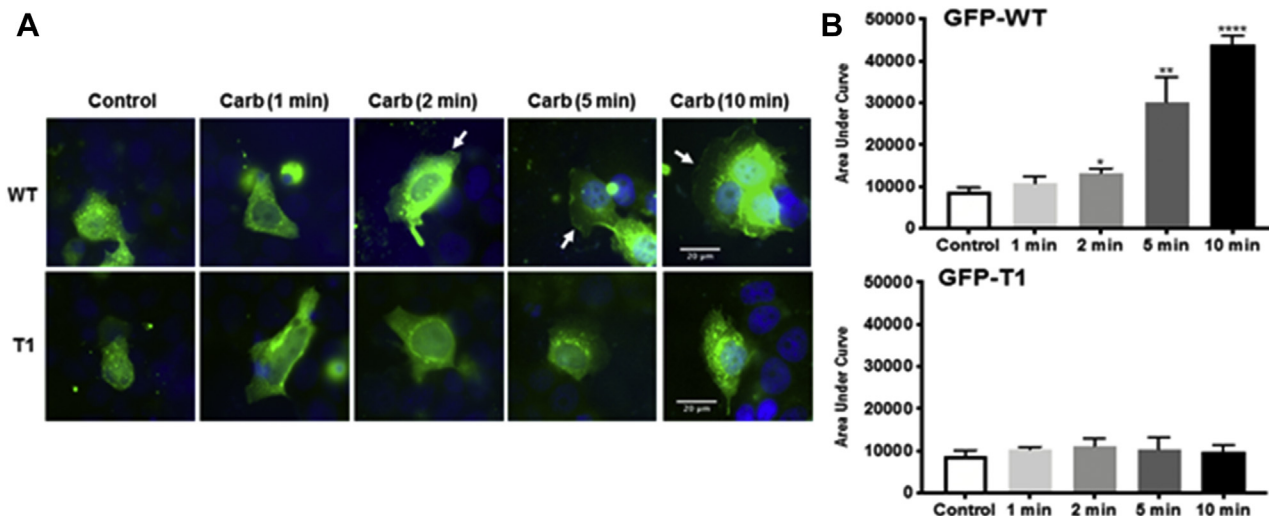 A
Control Carb (1 min) Carb (2 min) Carb (5 min) Carb (10 min)
WT
20 μm
T1
20 μm
B
GFP-WT
Area Under Curve
50000
40000
30000
20000
10000
0
* ** ****
Control 1 min 2 min 5 min 10 min
GFP-T1
Area Under Curve
50000
40000
30000
20000
10000
0
Control 1 min 2 min 5 min 10 min